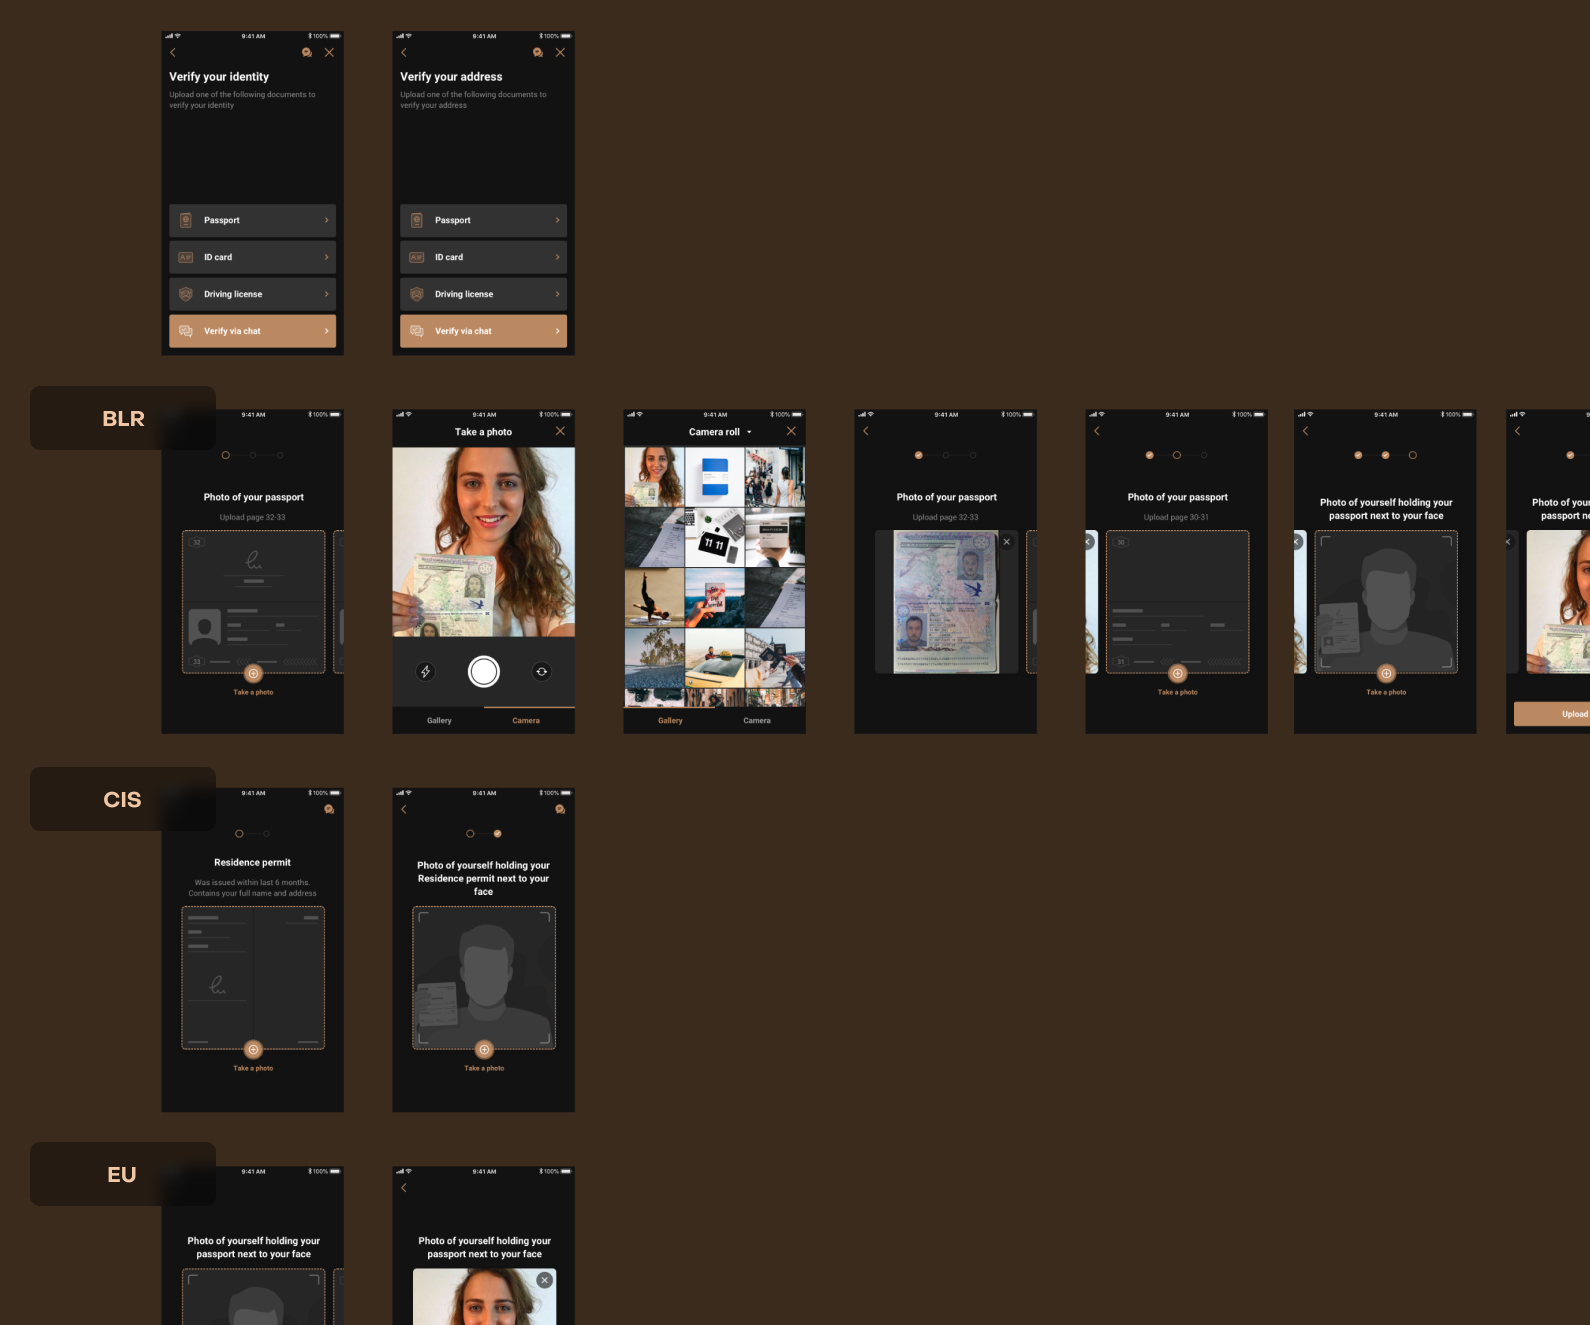 9:41 AM
100%
Verify your identity
Upload one of the following documents to
verify your identity
Passport
ID card
Driving license
Verify via chat
9:41 AM
100%
Verify your address
Upload one of the following documents to
verify your address
Passport
ID card
Driving license
Verify via chat
BLR
9:41 AM
100%
Photo of your passport
Upload page 32-33
32
33
Take a photo
9:41 AM
100%
Take a photo
Gallery
Camera
9:41 AM
100%
Camera roll
11 11
Gallery
Camera
9:41 AM
100%
Photo of your passport
Upload page 32-33
9:41 AM
100%
Photo of your passport
Upload page 30-31
30
31
Take a photo
9:41 AM
100%
Photo of yourself holding your
passport next to your face
Take a photo
Photo of your
passport ne
Upload
CIS
9:41 AM
100%
Residence permit
Was issued within last 6 months.
Contains your full name and address
Take a photo
9:41 AM
100%
Photo of yourself holding your
Residence permit next to your
face
Take a photo
EU
9:41 AM
100%
Photo of yourself holding your
passport next to your face
9:41 AM
100%
Photo of yourself holding your
passport next to your face